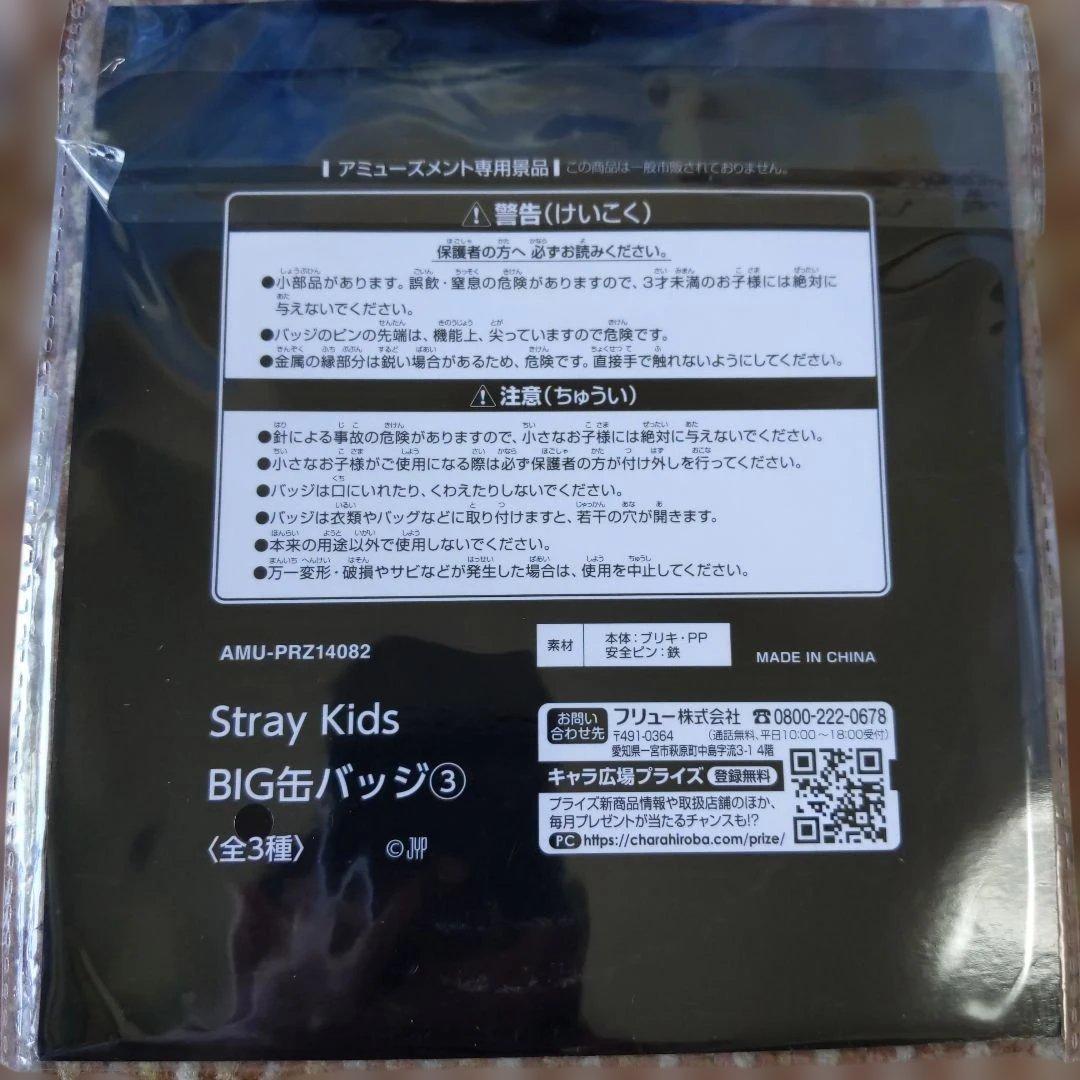 アミューズメント専用景品 この商品は一般市販されておりません。
⚠警告(けいこく)
保護者の方へ 必ずお読みください。
●小部品があります。誤飲・窒息の危険がありますので、3才未満のお子様には絶対に
与えないでください。
●バッジのピンの先端は、機能上、尖っていますので危険です。
●金属の縁部分は鋭い場合があるため、危険です。直接手で触れないようにしてください。
⚠注意(ちゅうい)
●針による事故の危険がありますので、小さなお子様には絶対に与えないでください。
●小さなお子様がご使用になる際は必ず保護者の方が付け外しを行ってください。
●バッジは口にいれたり、くわえたりしないでください。
●バッジは衣類やバッグなどに取り付けますと、若干の穴が開きます。
●本来の用途以外で使用しないでください。
●万一変形・破損やサビなどが発生した場合は、使用を中止してください。
AMU-PRZ14082
素材
本体:ブリキ・PP
安全ピン:鉄
MADE IN CHINA
Stray Kids
BIG缶バッジ③
〈全3種〉
©JYP
お問い
合わせ先
フリュー株式会社 ☎0800-222-0678
〒491-0364 (通話無料、平日10:00〜18:00受付)
愛知県一宮市萩原町中島字流3-1 4階
キャラ広場プライズ 登録無料
プライズ新商品情報や取扱店舗のほか、
毎月プレゼントが当たるチャンスも!?
PC https://charahiroba.com/prize/